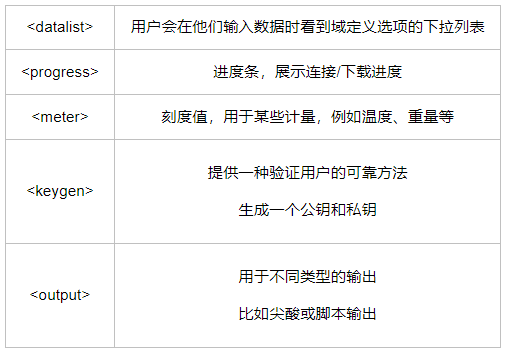 <datalist> 用户会在他们输入数据时看到域定义选项的下拉列表
<progress> 进度条，展示连接/下载进度
<meter> 刻度值，用于某些计量，例如温度、重量等
<keygen> 提供一种验证用户的可靠方法
生成一个公钥和私钥
<output> 用于不同类型的输出
比如尖酸或脚本输出